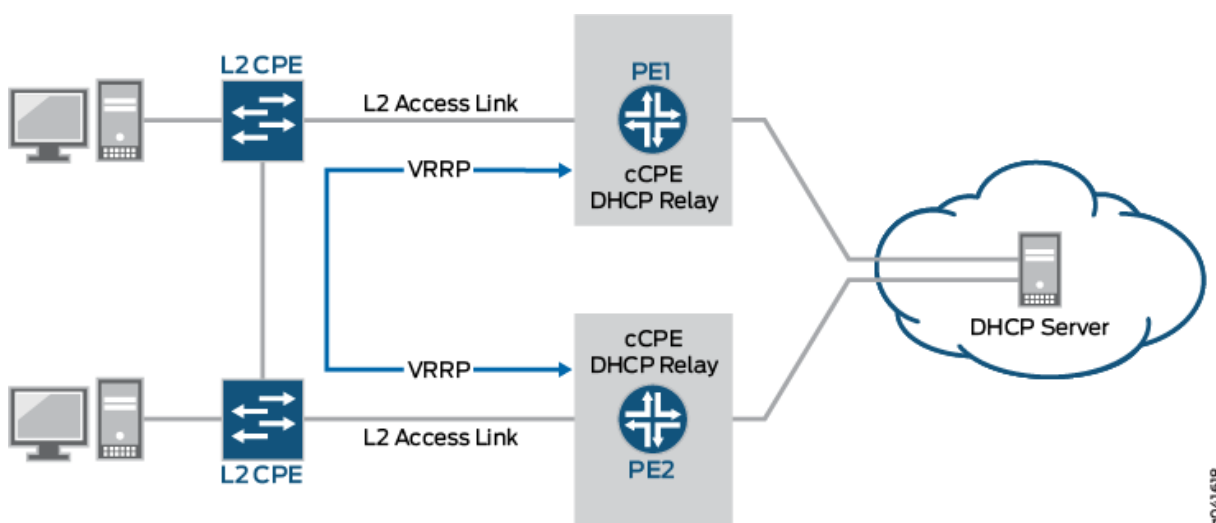 L2 CPE
L2 Access Link
PE1
cCPE
DHCP Relay
VRRP
DHCP Server
cCPE
DHCP Relay
VRRP
L2 Access Link
PE2
L2 CPE
g041618